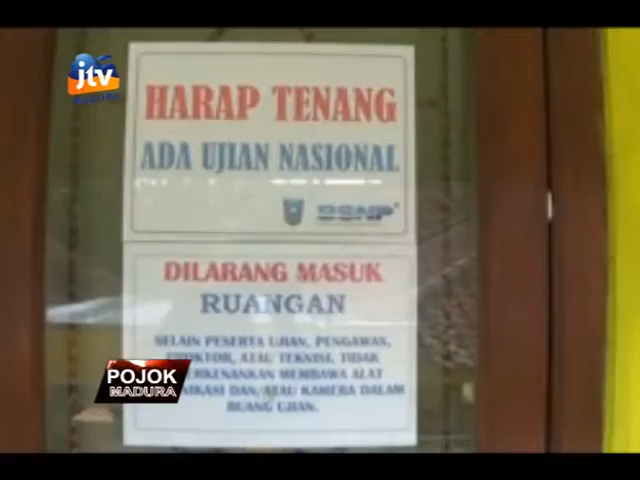 jtv
HARAP TENANG
ADA UJIAN NASIONAL
BSNP
DILARANG MASUK
RUANGAN
SELAIN PESERTA UJIAN, PENGAWAS,
ATAU TEKNISI. TIDAK
MEMBAWA ALAT
DAN/ATAU KAMERA DALAM
RUANG UJIAN.
POJOK
MADURA